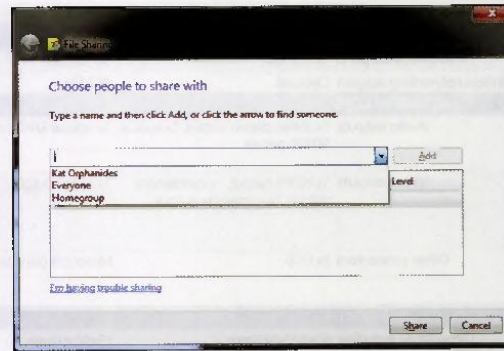 File Sharing
Choose people to share with
Type a name and then click Add, or click the arrow to find someone.
Add
Kat Orphanides
Everyone
Homegroup
Level
I'm having trouble sharing
Share
Cancel